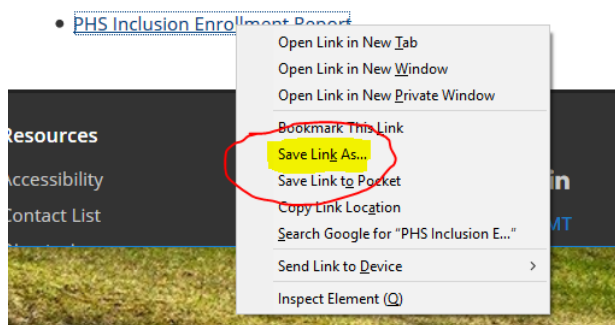 PHS Inclusion Enrollment Report
Open Link in New Tab
Open Link in New Window
Open Link in New Private Window
Bookmark This Link
Save Link As...
Save Link to Pocket
Copy Link Location
Search Google for “PHS Inclusion E...”
Send Link to Device
Inspect Element (Q)
Resources
Accessibility
Contact List
in
MT